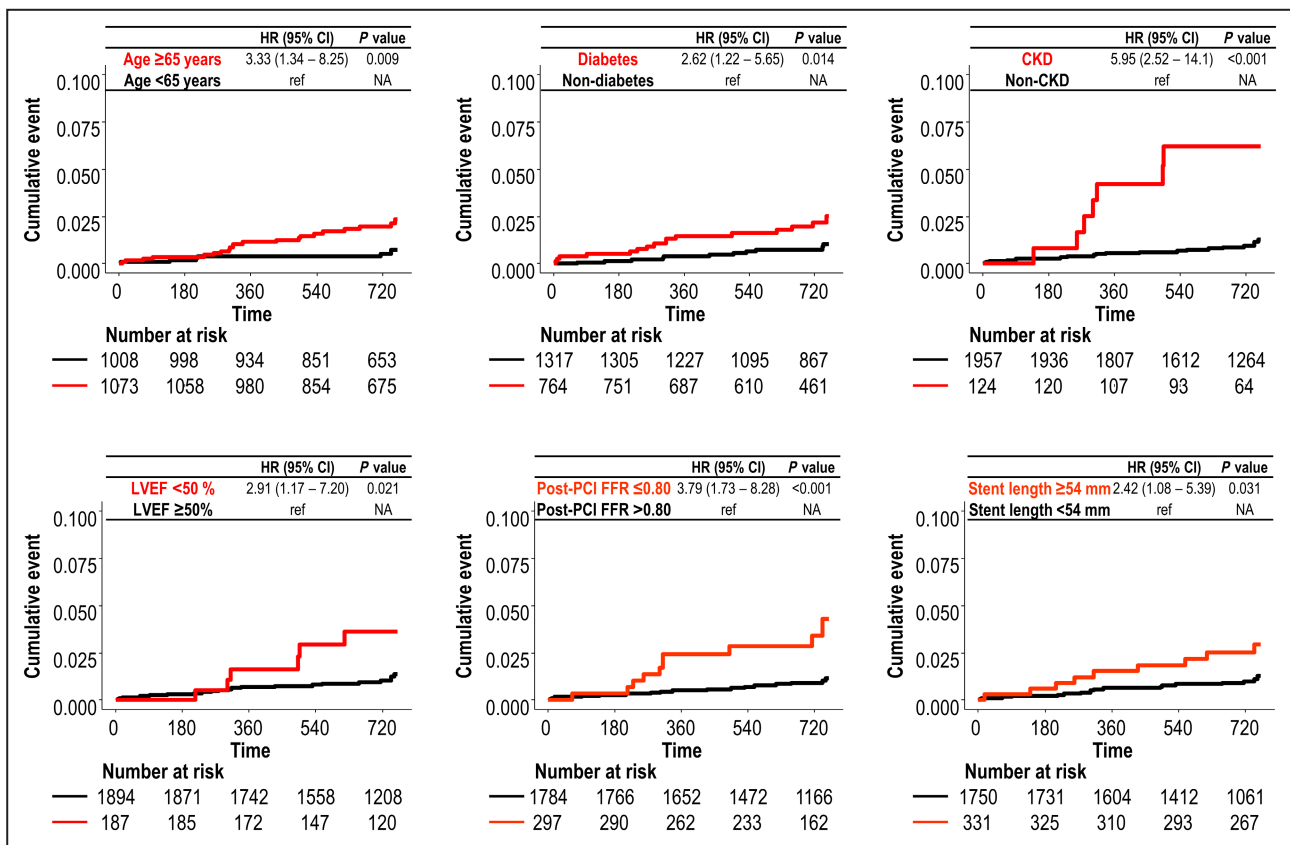 HR (95% CI) P value
Age ≥65 years 3.33 (1.34 – 8.25) 0.009
Age <65 years ref NA
Cumulative event
0.100
0.075
0.050
0.025
0.000
0 180 360 540 720
Time
Number at risk
1008 998 934 851 653
1073 1058 980 854 675
HR (95% CI) P value
Diabetes 2.62 (1.22 – 5.65) 0.014
Non-diabetes ref NA
Cumulative event
0.100
0.075
0.050
0.025
0.000
0 180 360 540 720
Time
Number at risk
1317 1305 1227 1095 867
764 751 687 610 461
HR (95% CI) P value
CKD 5.95 (2.52 – 14.1) <0.001
Non-CKD ref NA
Cumulative event
0.100
0.075
0.050
0.025
0.000
0 180 360 540 720
Time
Number at risk
1957 1936 1807 1612 1264
124 120 107 93 64
HR (95% CI) P value
LVEF <50 % 2.91 (1.17 – 7.20) 0.021
LVEF ≥50% ref NA
Cumulative event
0.100
0.075
0.050
0.025
0.000
0 180 360 540 720
Time
Number at risk
1894 1871 1742 1558 1208
187 185 172 147 120
HR (95% CI) P value
Post-PCI FFR ≤0.80 3.79 (1.73 – 8.28) <0.001
Post-PCI FFR >0.80 ref NA
Cumulative event
0.100
0.075
0.050
0.025
0.000
0 180 360 540 720
Time
Number at risk
1784 1766 1652 1472 1166
297 290 262 233 162
HR (95% CI) P value
Stent length ≥54 mm 2.42 (1.08 – 5.39) 0.031
Stent length <54 mm ref NA
Cumulative event
0.100
0.075
0.050
0.025
0.000
0 180 360 540 720
Time
Number at risk
1750 1731 1604 1412 1061
331 325 310 293 267